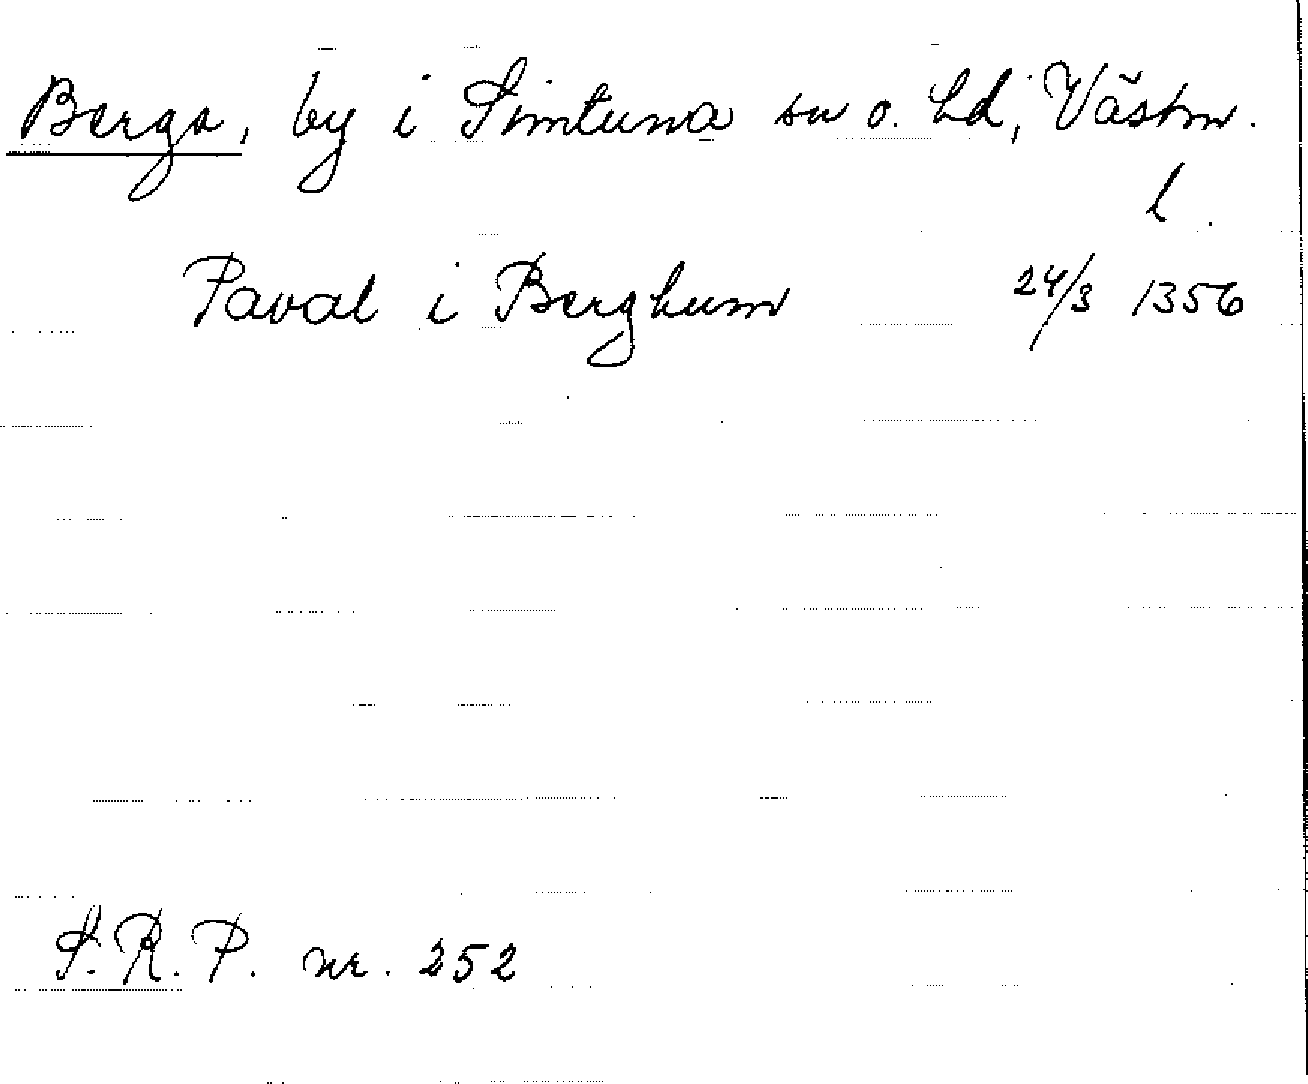 Berga, by i Simtuna sn o. hd, Västm.
l.
Paval i Berghum 24/3 1356
S.R.P. nr. 252